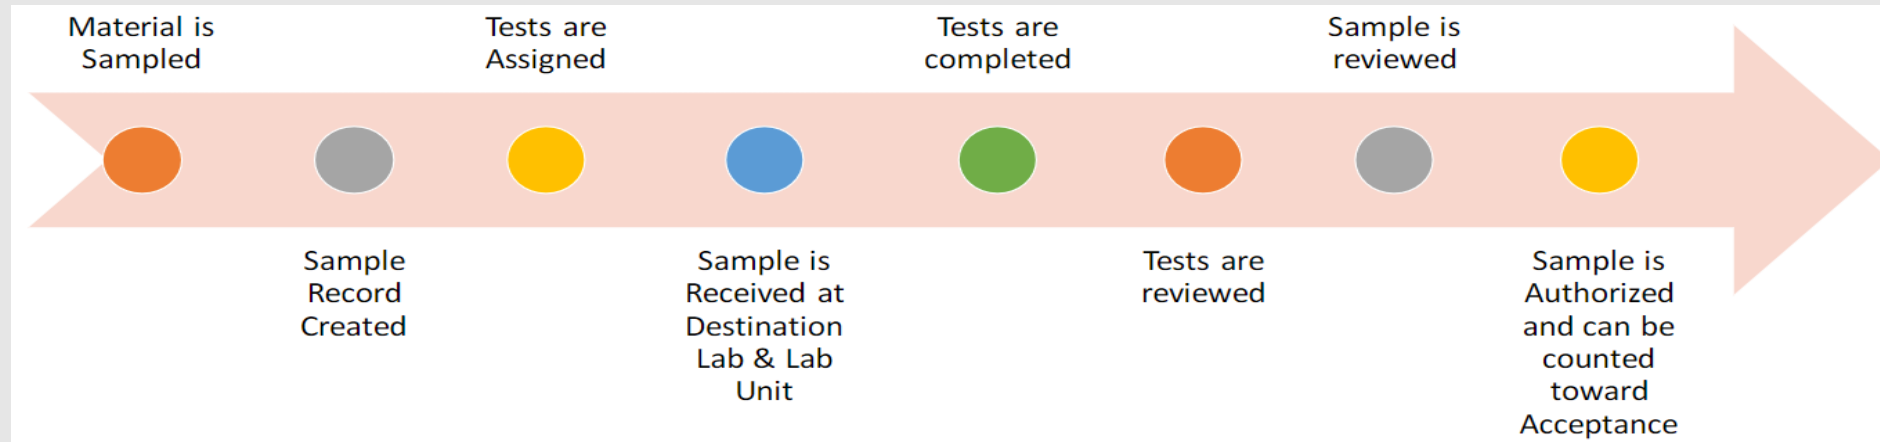 Material is
Sampled
Sample
Record
Created
Tests are
Assigned
Sample is
Received at
Destination
Lab & Lab
Unit
Tests are
completed
Tests are
reviewed
Sample is
reviewed
Sample is
Authorized
and can be
counted
toward
Acceptance